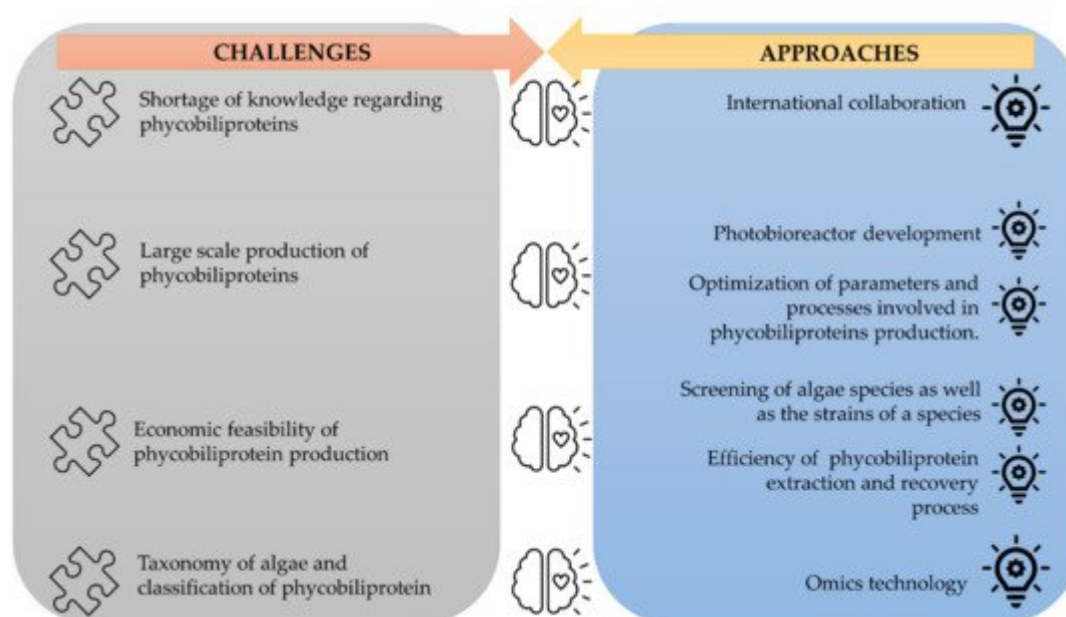 CHALLENGES
APPROACHES
Shortage of knowledge regarding
phycobiliproteins
International collaboration
Large scale production of
phycobiliproteins
Photobioreactor development
Optimization of parameters and
processes involved in
phycobiliproteins production.
Economic feasibility of
phycobiliprotein production
Screening of algae species as well
as the strains of a species
Efficiency of phycobiliprotein
extraction and recovery
process
Taxonomy of algae and
classification of phycobiliprotein
Omics technology